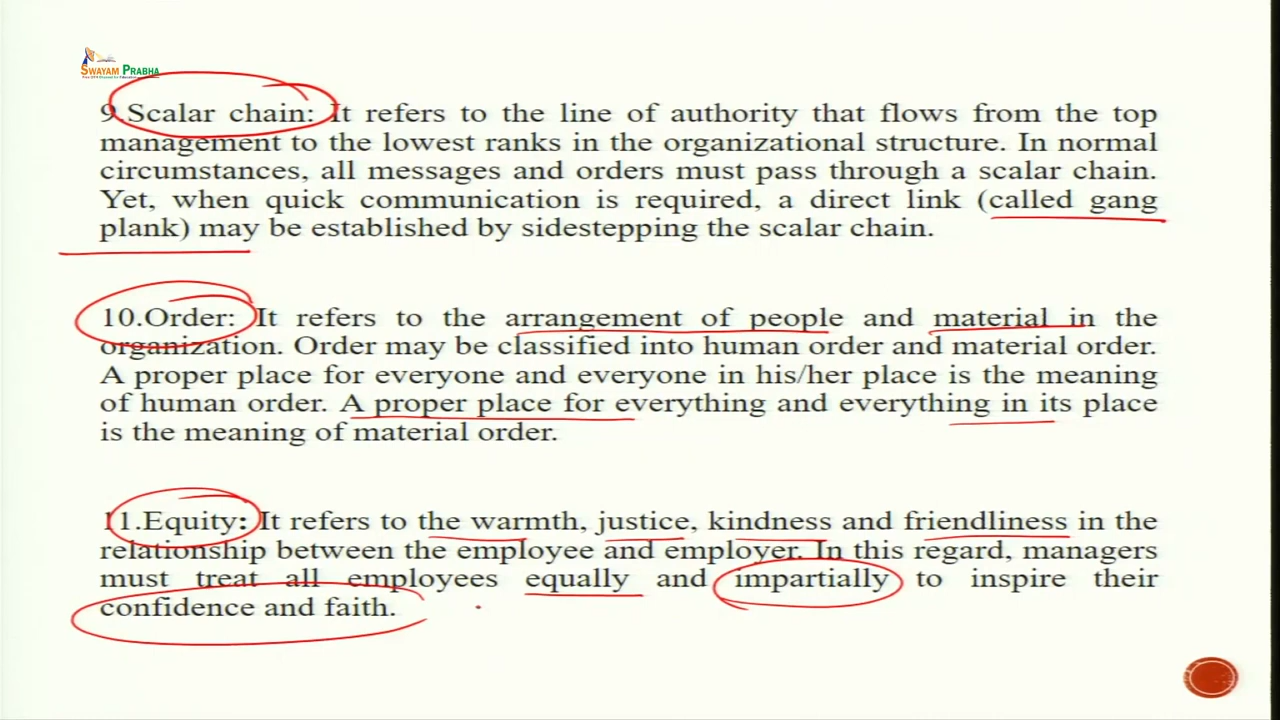 SWAYAM PRABHA
9.Scalar chain: It refers to the line of authority that flows from the top
management to the lowest ranks in the organizational structure. In normal
circumstances, all messages and orders must pass through a scalar chain.
Yet, when quick communication is required, a direct link (called gang
plank) may be established by sidestepping the scalar chain.
10.Order: It refers to the arrangement of people and material in the
organization. Order may be classified into human order and material order.
A proper place for everyone and everyone in his/her place is the meaning
of human order. A proper place for everything and everything in its place
is the meaning of material order.
11.Equity: It refers to the warmth, justice, kindness and friendliness in the
relationship between the employee and employer. In this regard, managers
must treat all employees equally and impartially to inspire their
confidence and faith.